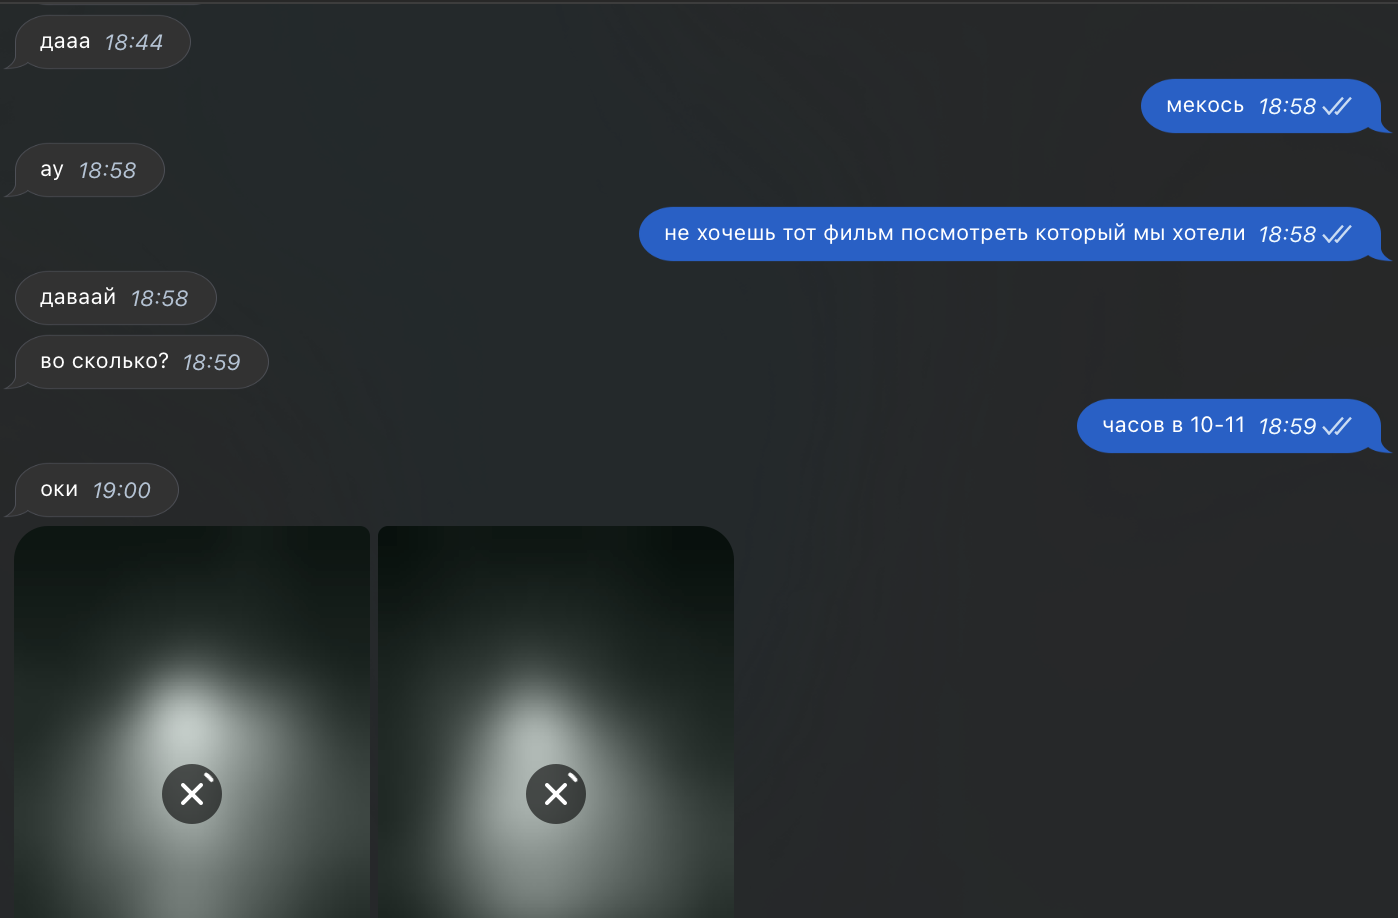 дааа 18:44
мекось 18:58
ау 18:58
не хочешь тот фильм посмотреть который мы хотели 18:58
даваай 18:58
во сколько? 18:59
часов в 10-11 18:59
оки 19:00